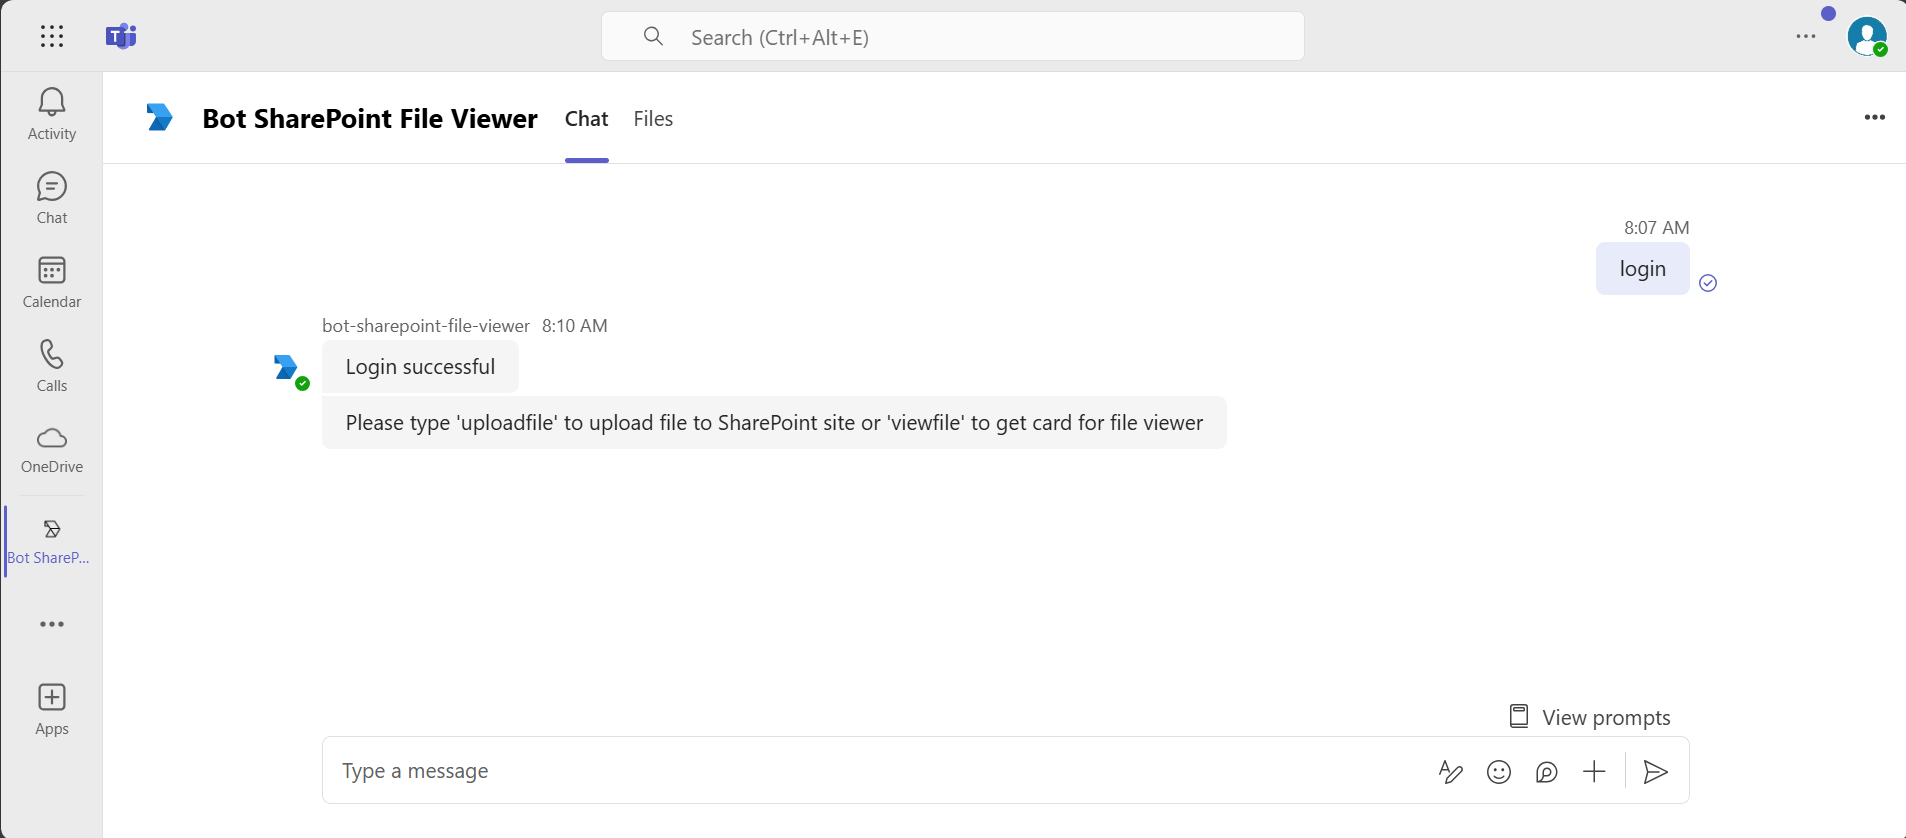 Search (Ctrl+Alt+E)
Activity
Chat
Calendar
Calls
OneDrive
Bot ShareP...
Apps
Bot SharePoint File Viewer Chat Files
8:07 AM
login
bot-sharepoint-file-viewer 8:10 AM
Login successful
Please type 'uploadfile' to upload file to SharePoint site or 'viewfile' to get card for file viewer
View prompts
Type a message